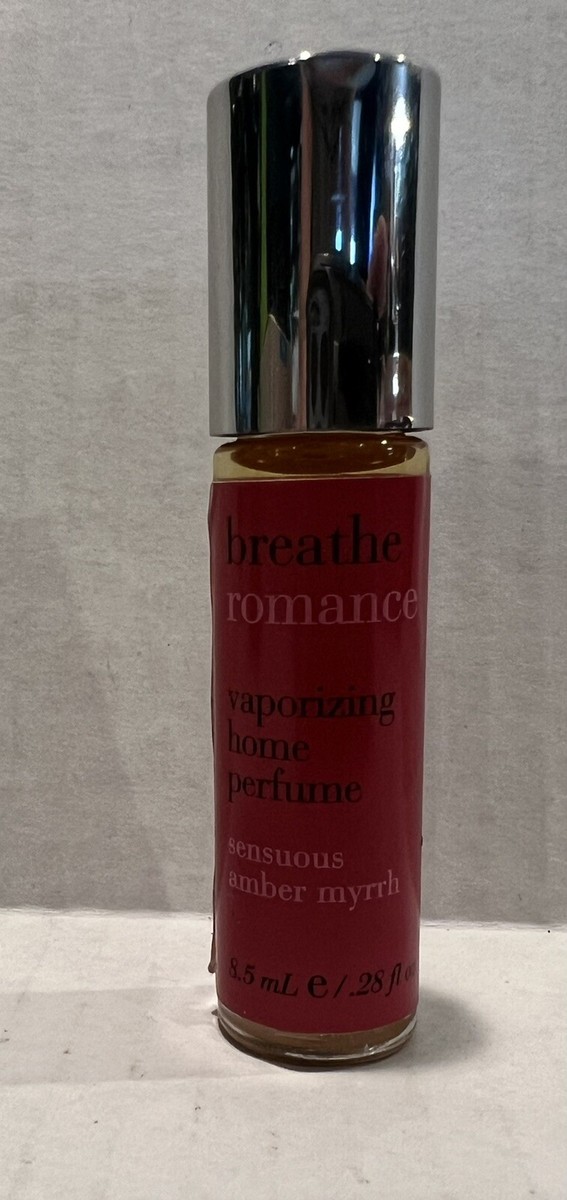 breathe
romance
vaporizing
home
perfume
sensuous
amber myrrh
8.5 mL e / .28 fl oz